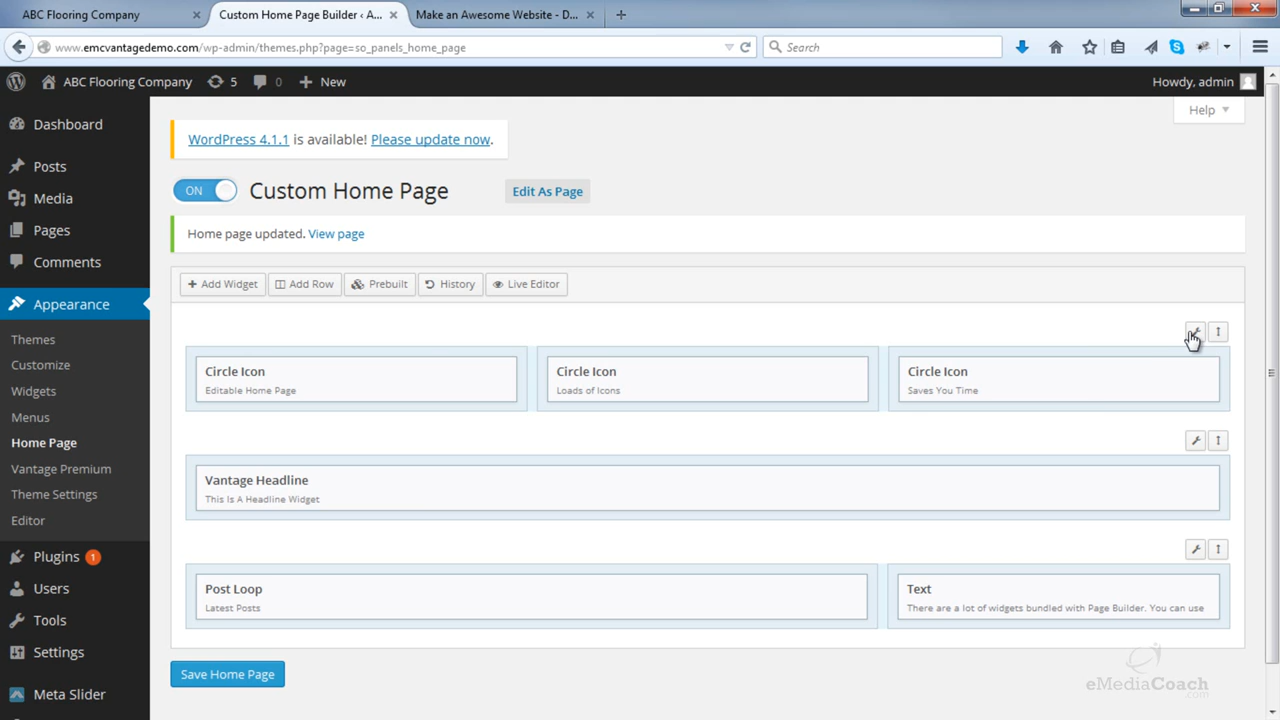 ABC Flooring Company
Custom Home Page Builder ‹ A...
Make an Awesome Website - D...
www.emcvantagedemo.com/wp-admin/themes.php?page=so_panels_home_page
Search
ABC Flooring Company 5 0 + New
Howdy, admin
Help
Dashboard
Posts
Media
Pages
Comments
Appearance
Themes
Customize
Widgets
Menus
Home Page
Vantage Premium
Theme Settings
Editor
Plugins 1
Users
Tools
Settings
Meta Slider
WordPress 4.1.1 is available! Please update now.
ON Custom Home Page Edit As Page
Home page updated. View page
+ Add Widget Add Row Prebuilt History Live Editor
Circle Icon
Editable Home Page
Circle Icon
Loads of Icons
Circle Icon
Saves You Time
Vantage Headline
This Is A Headline Widget
Post Loop
Latest Posts
Text
There are a lot of widgets bundled with Page Builder. You can use
Save Home Page
eMediaCoach.com